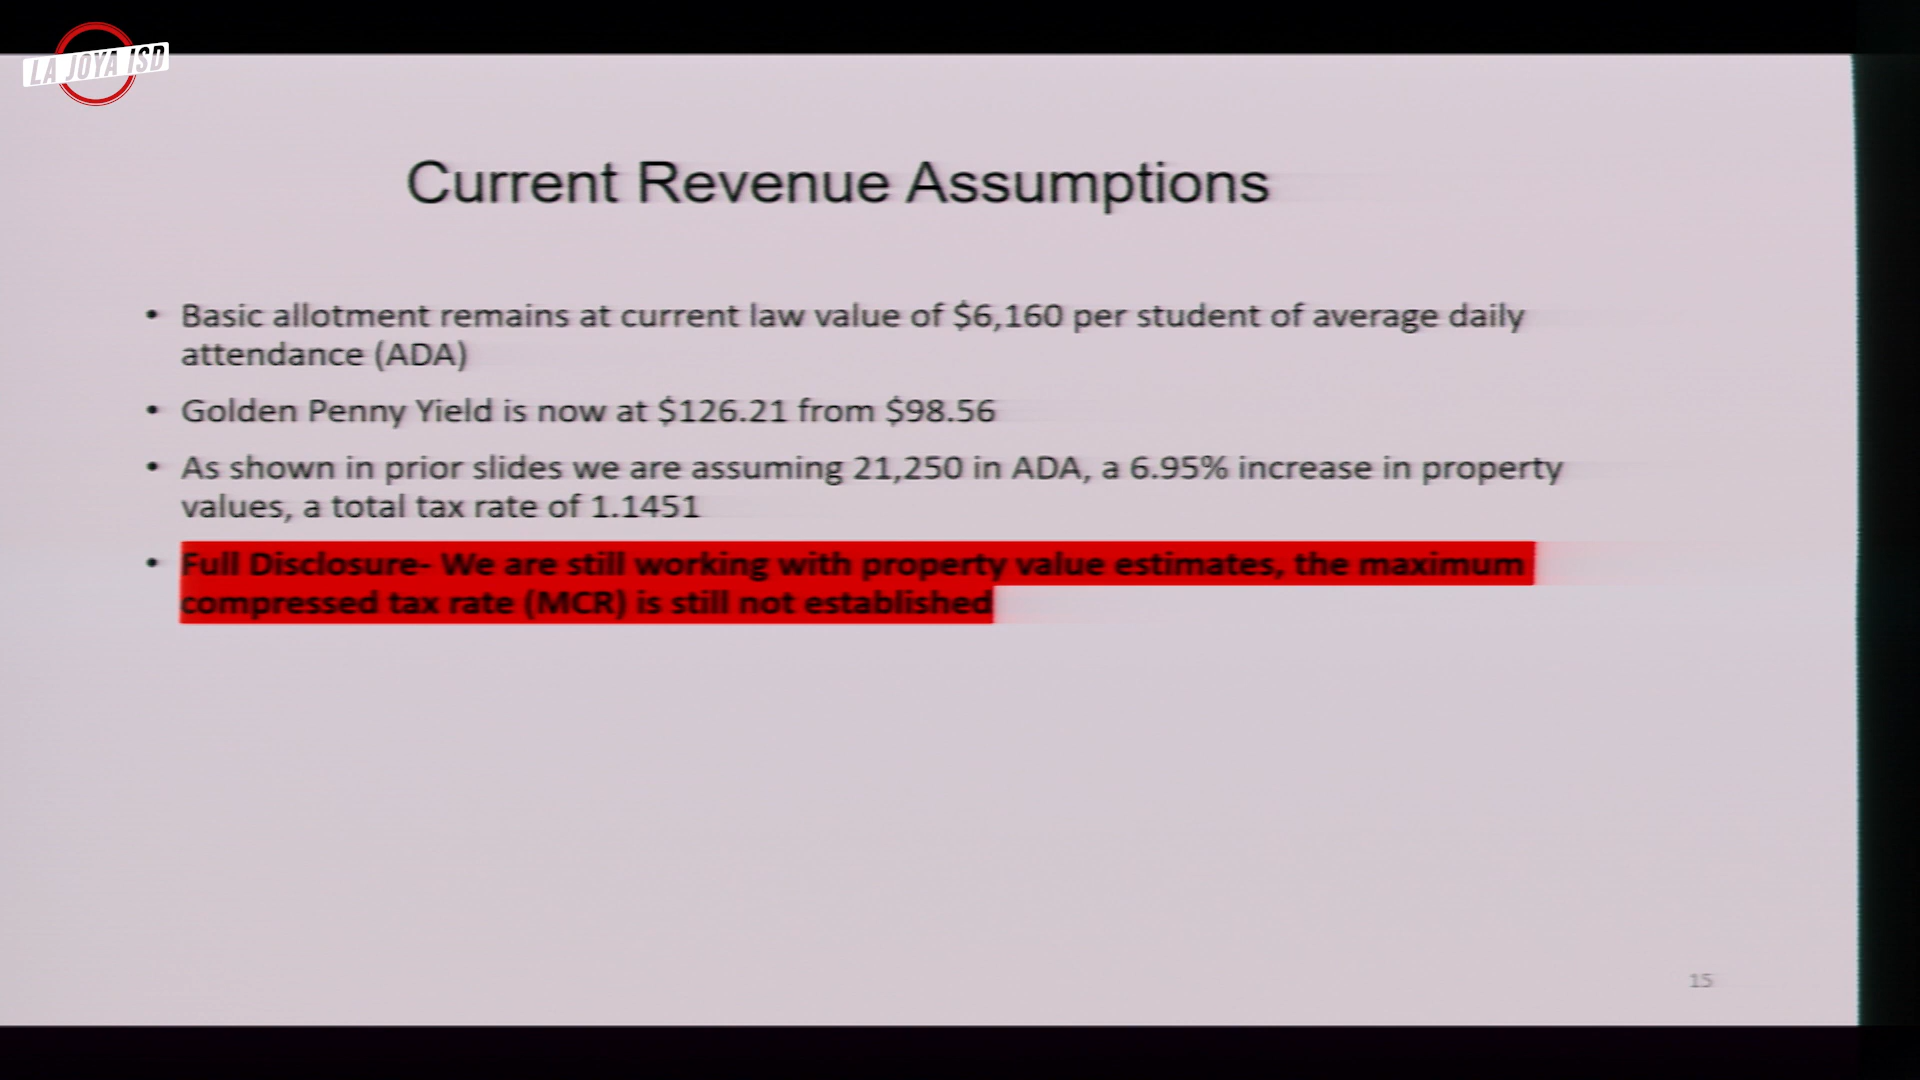 LA JOYA ISD
Current Revenue Assumptions
• Basic allotment remains at current law value of $6,160 per student of average daily
attendance (ADA)
• Golden Penny Yield is now at $126.21 from $98.56
• As shown in prior slides we are assuming 21,250 in ADA, a 6.95% increase in property
values, a total tax rate of 1.1451
• Full Disclosure- We are still working with property value estimates, the maximum
compressed tax rate (MCR) is still not established
15